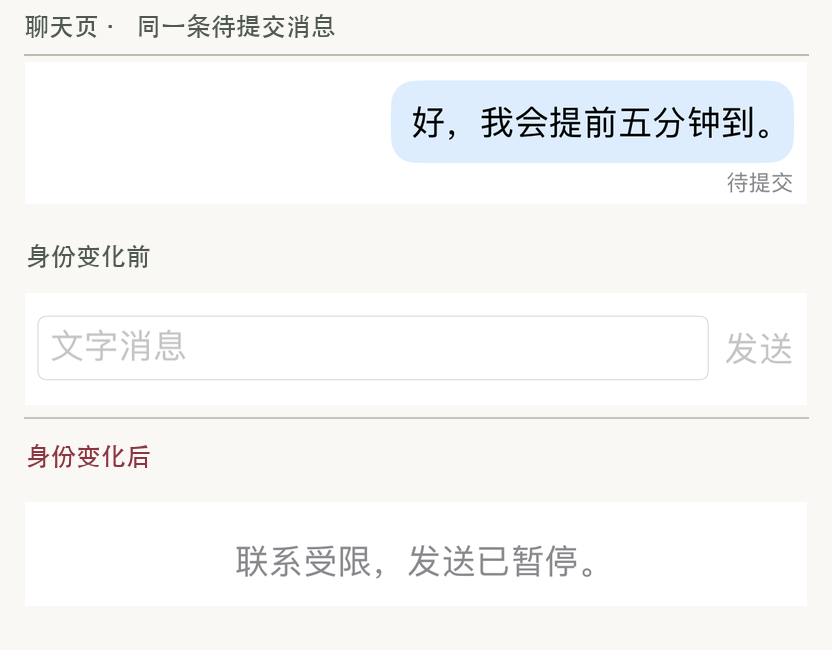 聊天页 · 同一条待提交消息
好，我会提前五分钟到。
待提交
身份变化前
文字消息
发送
身份变化后
联系受限，发送已暂停。